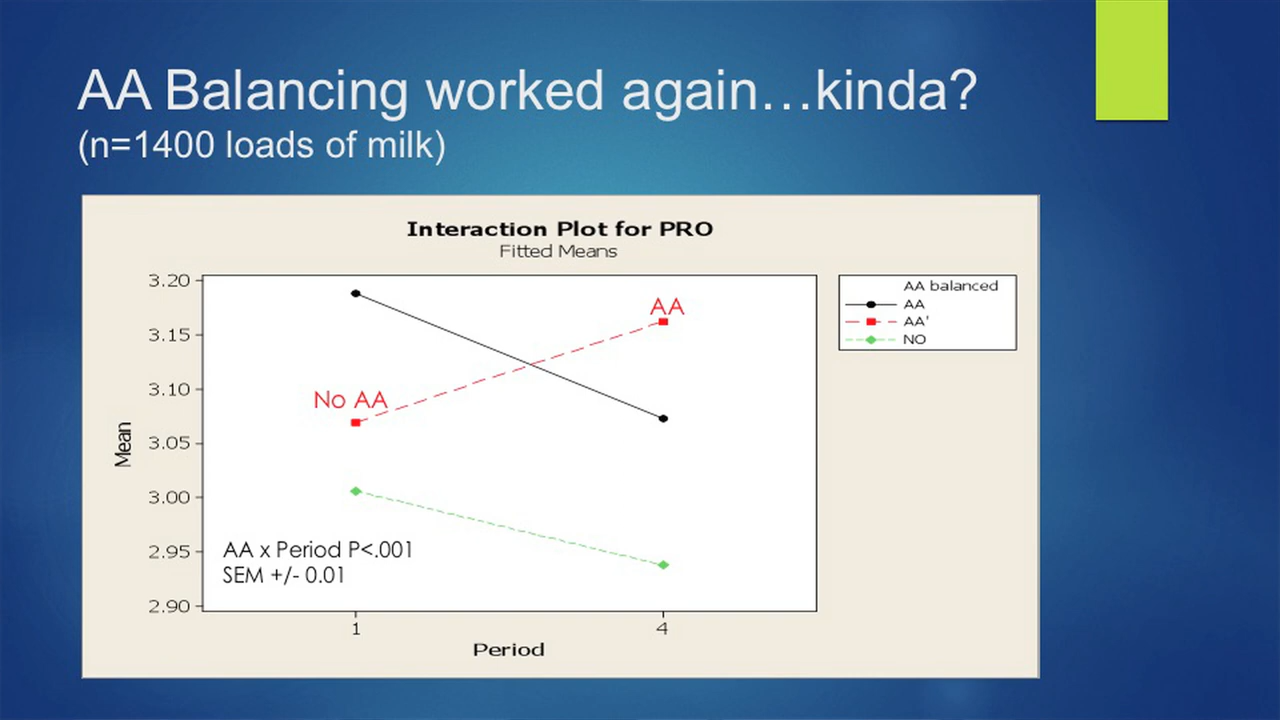 AA Balancing worked again…kinda?
(n=1400 loads of milk)
Interaction Plot for PRO
Fitted Means
3.20
3.15
3.10
3.05
3.00
2.95
2.90
Mean
AA
No AA
AA x Period P<.001
SEM +/- 0.01
1
4
Period
AA balanced
AA
AA'
NO